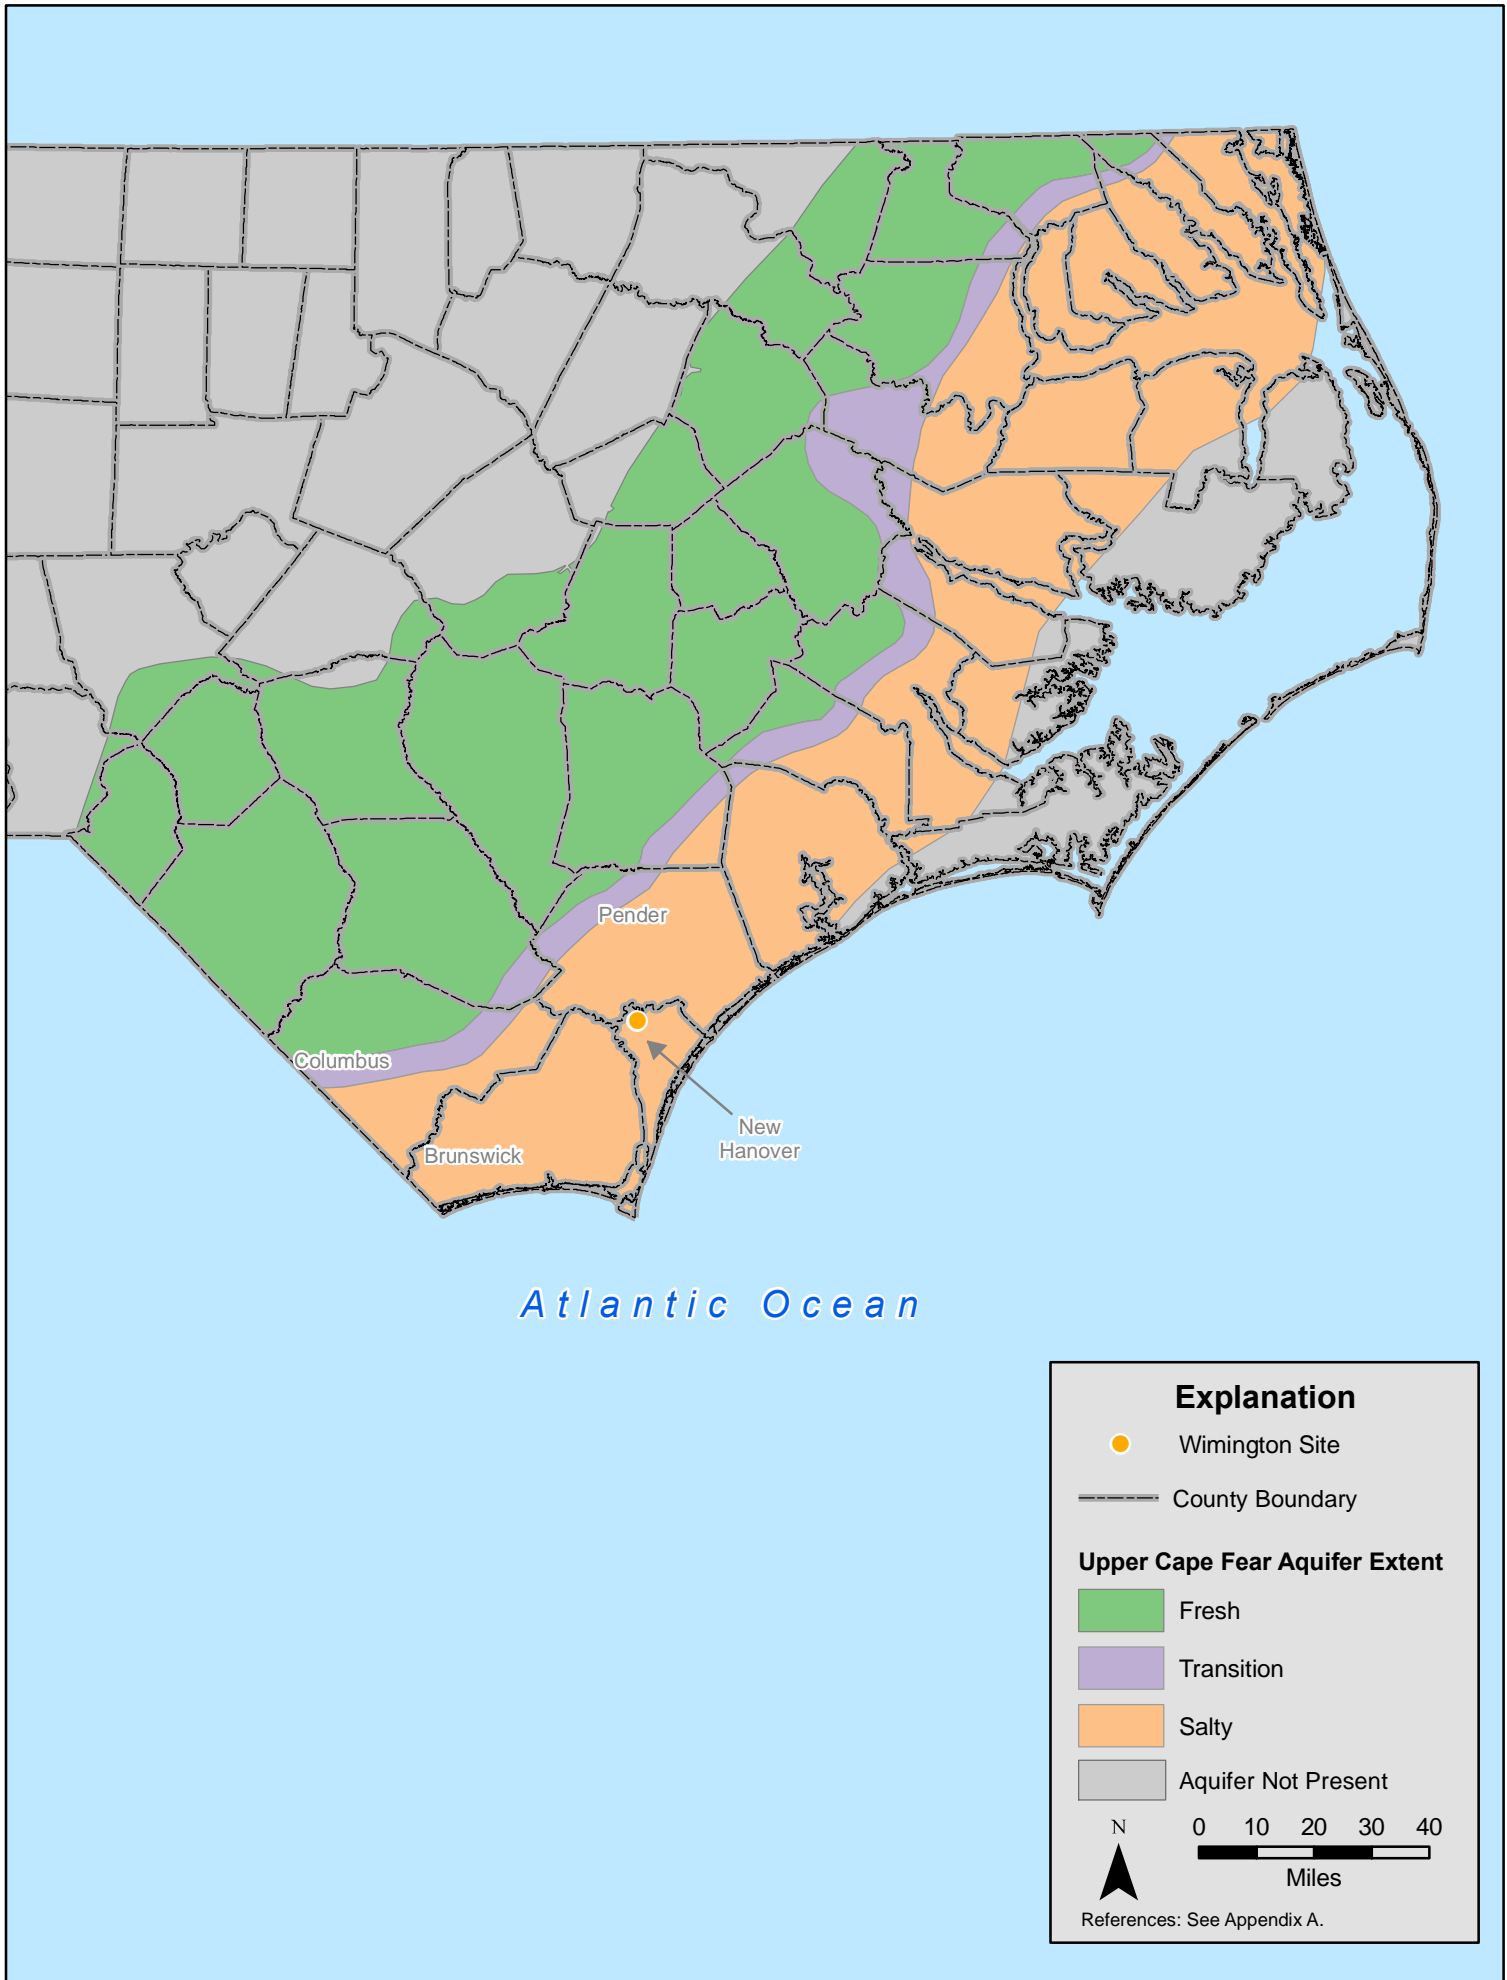 Pender
Columbus
New
Hanover
Brunswick
Atlantic Ocean
Explanation
Wimington Site
County Boundary
Upper Cape Fear Aquifer Extent
Fresh
Transition
Salty
Aquifer Not Present
N
0 10 20 30 40
Miles
References: See Appendix A.